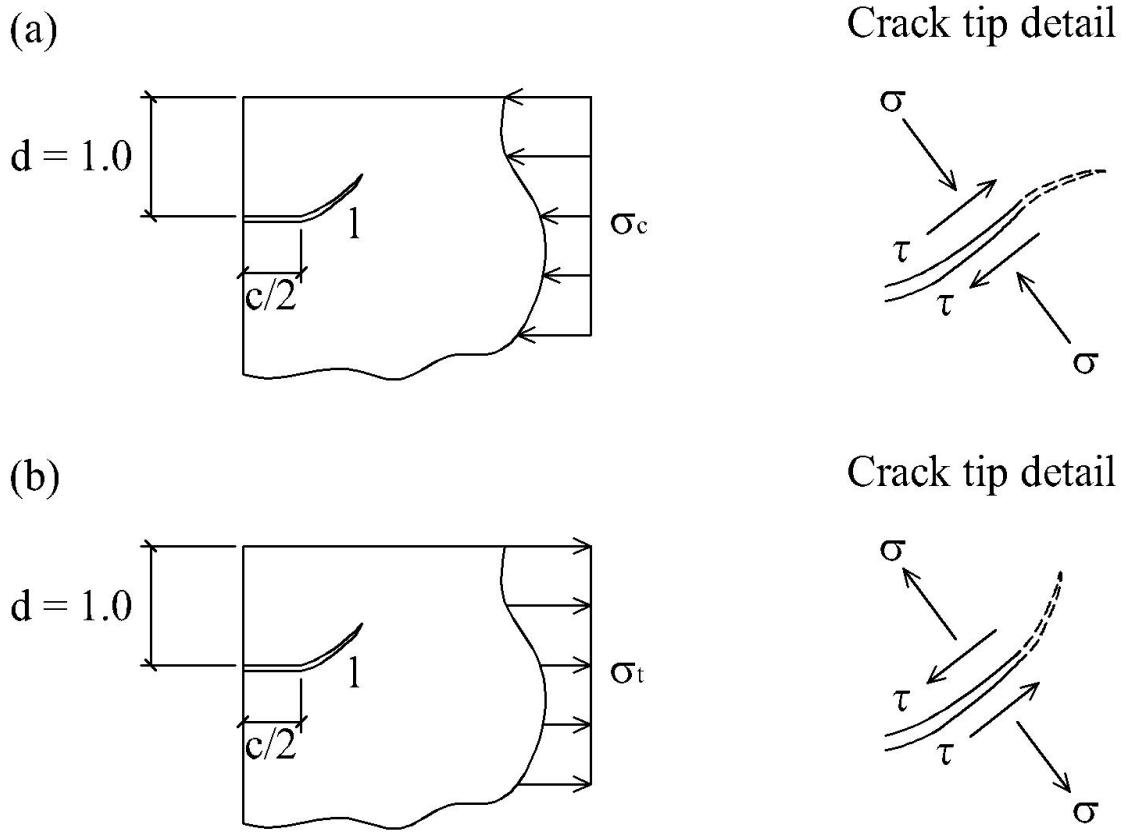 (a)
Crack tip detail
d = 1.0
1
c/2
σc
σ
τ
τ
σ
(b)
Crack tip detail
d = 1.0
1
c/2
σt
σ
τ
τ
σ